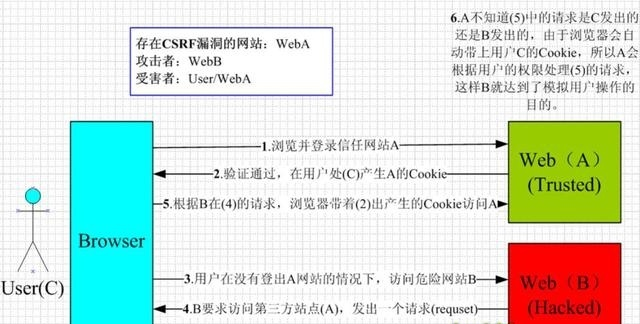 存在CSRF漏洞的网站：WebA
攻击者：WebB
受害者：User/WebA
6.A不知道(5)中的请求是C发出的
还是B发出的，由于浏览器会自
动带上用户C的Cookie，所以A会
根据用户的权限处理(5)的请求，
这样B就达到了模拟用户操作的
目的。
1.浏览并登录信任网站A
2.验证通过，在用户处(C)产生A的Cookie
5.根据B在(4)的请求，浏览器带着(2)出产生的Cookie访问A
Web（A）
(Trusted)
Browser
User(C)
3.用户在没有登出A网站的情况下，访问危险网站B
4.B要求访问第三方站点(A)，发出一个请求(requset)
Web（B）
(Hacked)